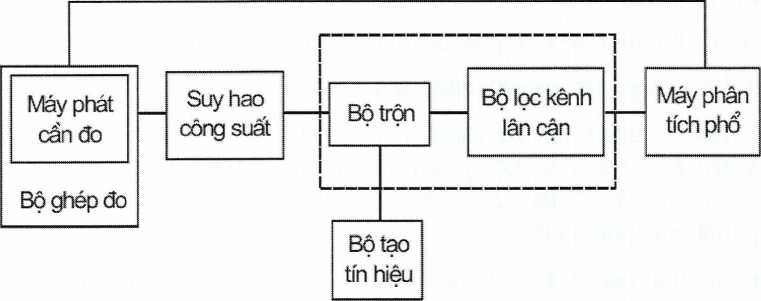 Máy phát
cần đo
Bộ ghép đo
Suy hao
công suất
Bộ trộn
Bộ lọc kênh
lân cận
Máy phân
tích phổ
Bộ tạo
tín hiệu